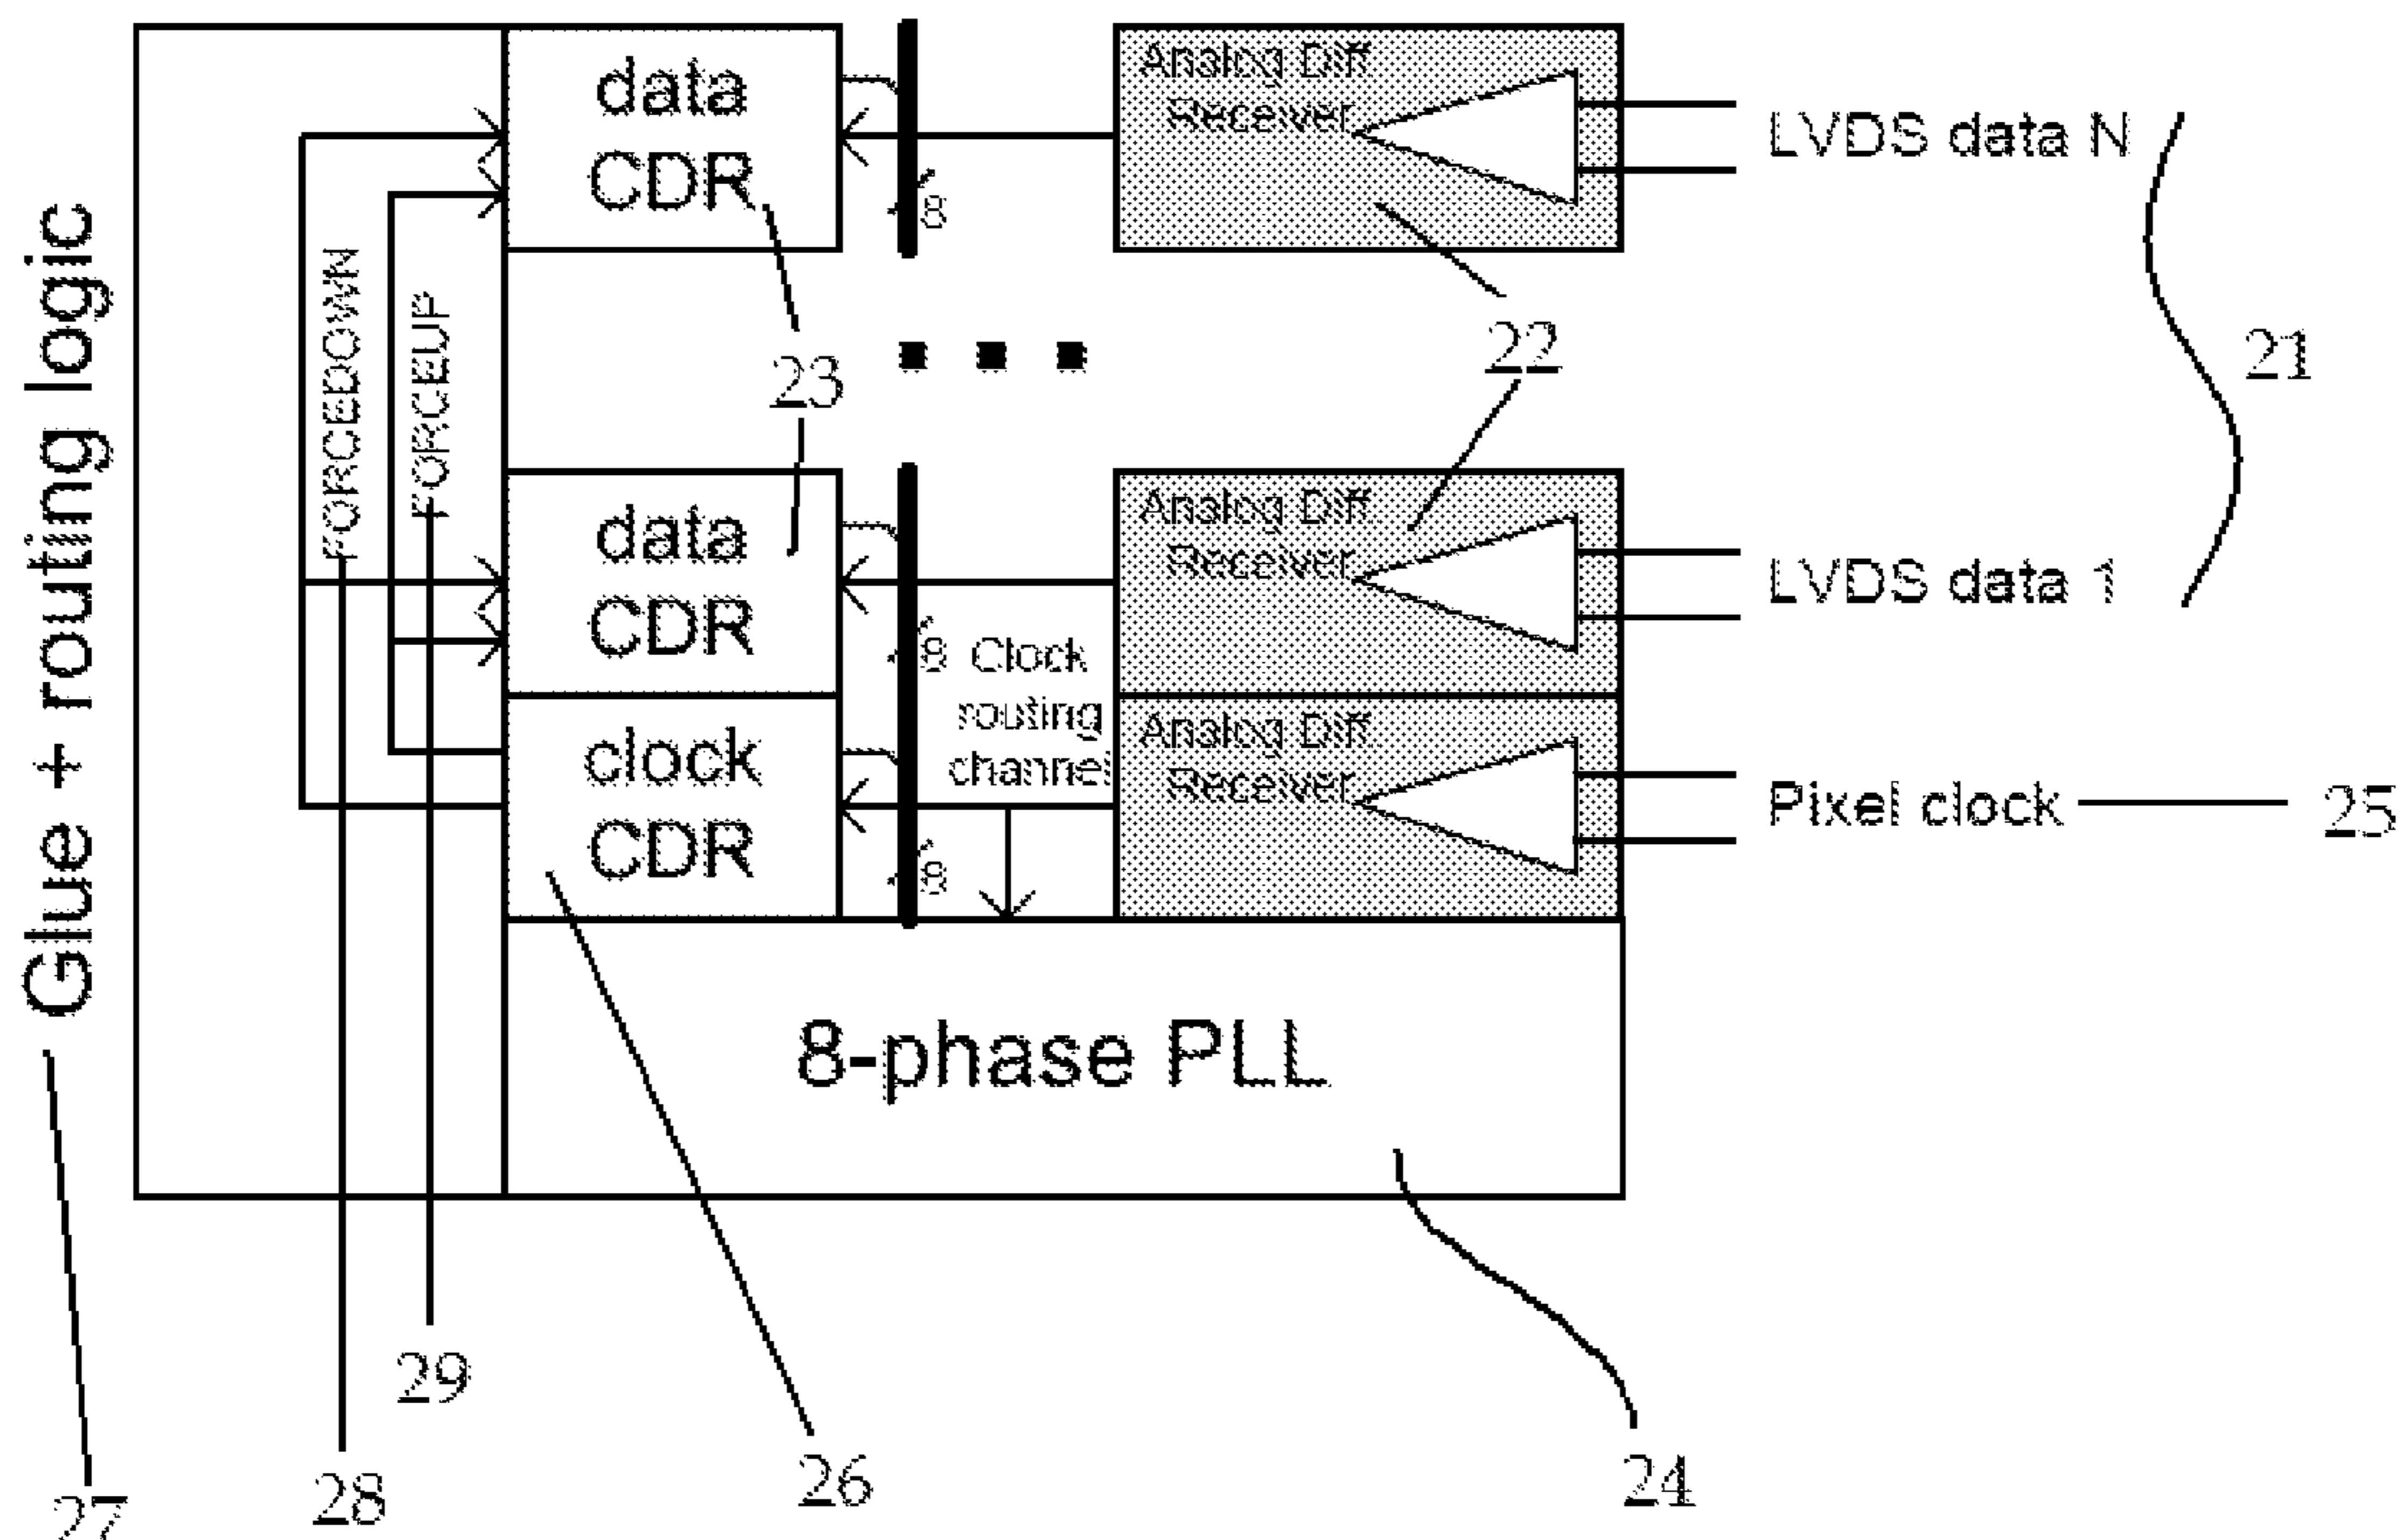 Glue + routing logic
data
CDR
8
Analog Diff
Receiver
LVDS data N
FORCEDOWN
FORCEUP
23
22
21
data
CDR
8
Clock
routing
channel
Analog Diff
Receiver
LVDS data 1
clock
CDR
8
Analog Diff
Receiver
Pixel clock
25
8-phase PLL
29
28
27
26
24